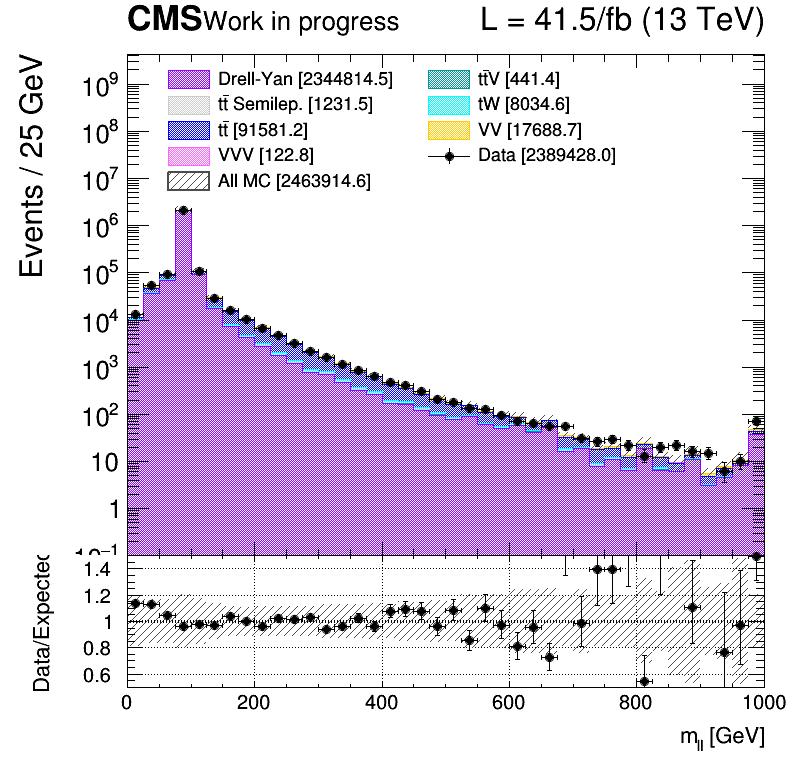 CMS Work in progress L = 41.5/fb (13 TeV)
Events / 25 GeV
Drell-Yan [2344814.5]
tt̄ Semilep. [1231.5]
tt̄ [91581.2]
VVV [122.8]
All MC [2463914.6]
tt̄V [441.4]
tW [8034.6]
VV [17688.7]
Data [2389428.0]
10⁹
10⁸
10⁷
10⁶
10⁵
10⁴
10³
10²
10
1
10⁻¹
Data/Expected
1.4
1.2
1
0.8
0.6
0 200 400 600 800 1000
m_ll [GeV]